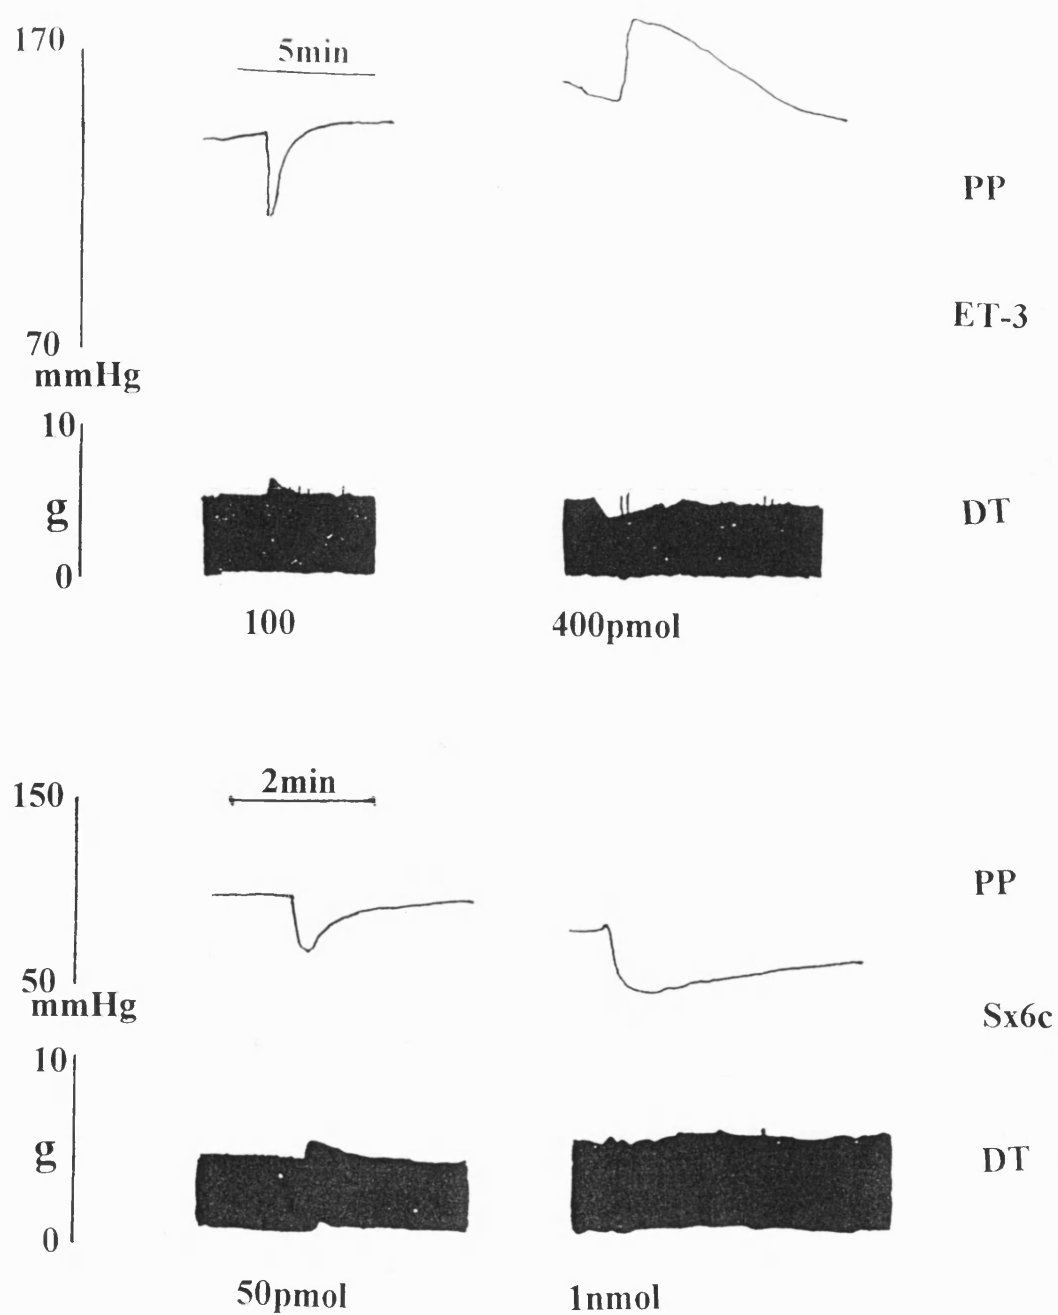 170
5min
PP
ET-3
70
mmHg
10
g
DT
0
100
400pmol
150
2min
PP
50
mmHg
Sx6c
10
g
DT
0
50pmol
1nmol